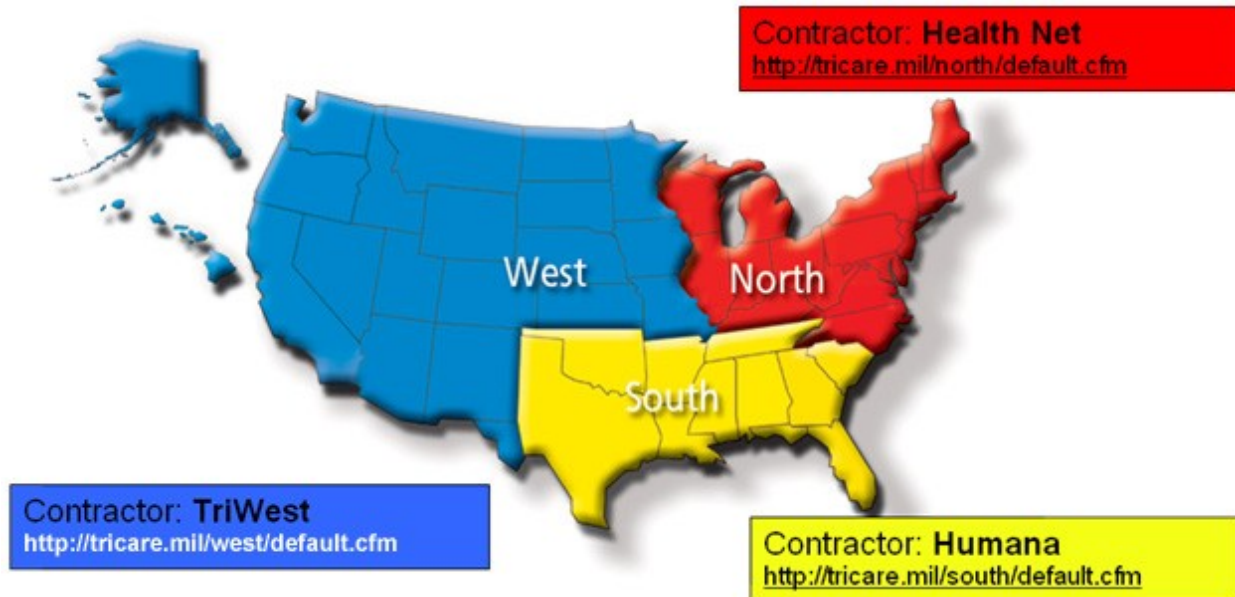 Contractor: Health Net
http://tricare.mil/north/default.cfm
West
North
South
Contractor: TriWest
http://tricare.mil/west/default.cfm
Contractor: Humana
http://tricare.mil/south/default.cfm